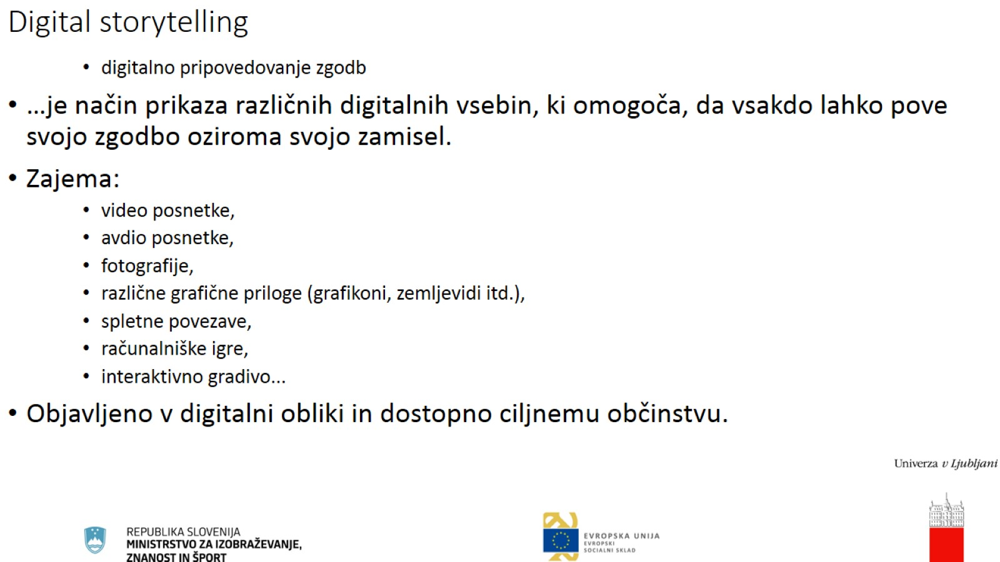 Digital storytelling
• digitalno pripovedovanje zgodb
• ...je način prikaza različnih digitalnih vsebin, ki omogoča, da vsakdo lahko pove
svojo zgodbo oziroma svojo zamisel.
• Zajema:
• video posnetke,
• avdio posnetke,
• fotografije,
• različne grafične priloge (grafikoni, zemljevidi itd.),
• spletne povezave,
• računalniške igre,
• interaktivno gradivo...
• Objavljeno v digitalni obliki in dostopno ciljnemu občinstvu.
Univerza v Ljubljani
REPUBLIKA SLOVENIJA
MINISTRSTVO ZA IZOBRAŽEVANJE,
ZNANOST IN ŠPORT
EVROPSKA UNIJA
EVROPSKI
SOCIALNI SKLAD